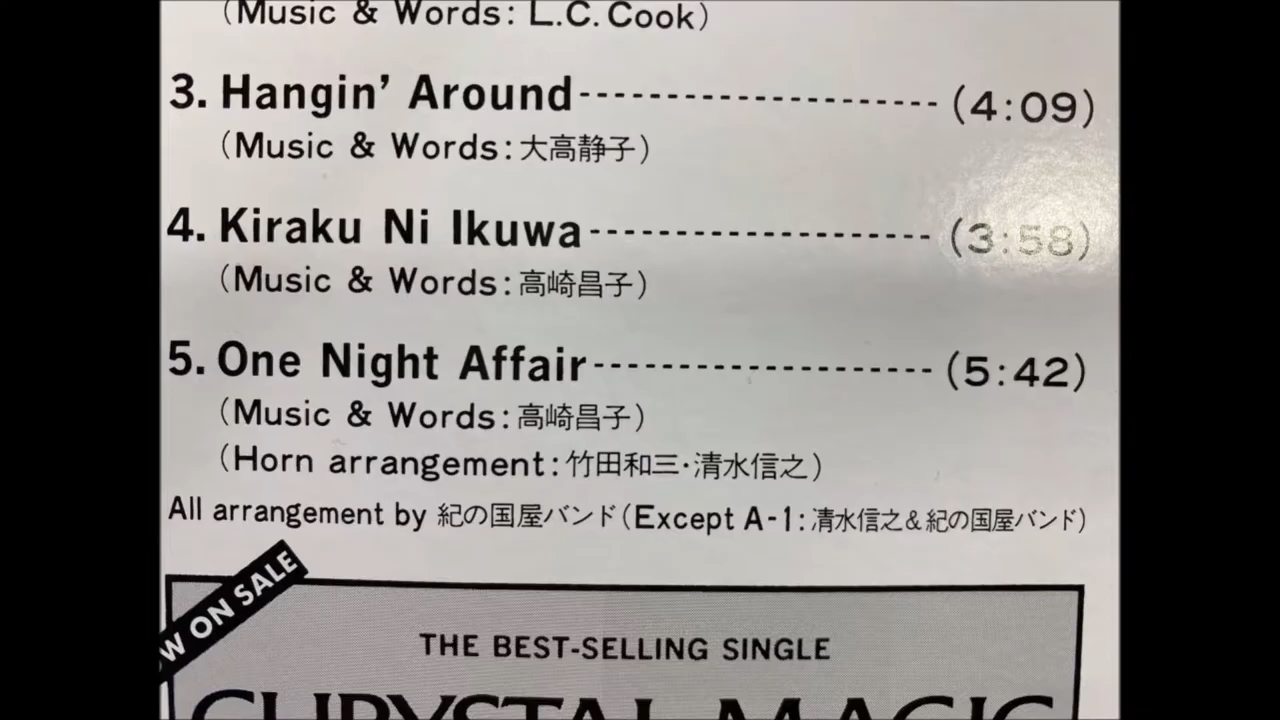 (Music & Words: L.C.Cook)
3. Hangin' Around--------------------(4:09)
(Music & Words:大高静子)
4. Kiraku Ni Ikuwa--------------------(3:58)
(Music & Words:高崎昌子)
5. One Night Affair--------------------(5:42)
(Music & Words:高崎昌子)
(Horn arrangement:竹田和三·清水信之)
All arrangement by 紀の国屋バンド(Except A-1:清水信之&紀の国屋バンド)
ON SALE
THE BEST-SELLING SINGLE
MAGIC